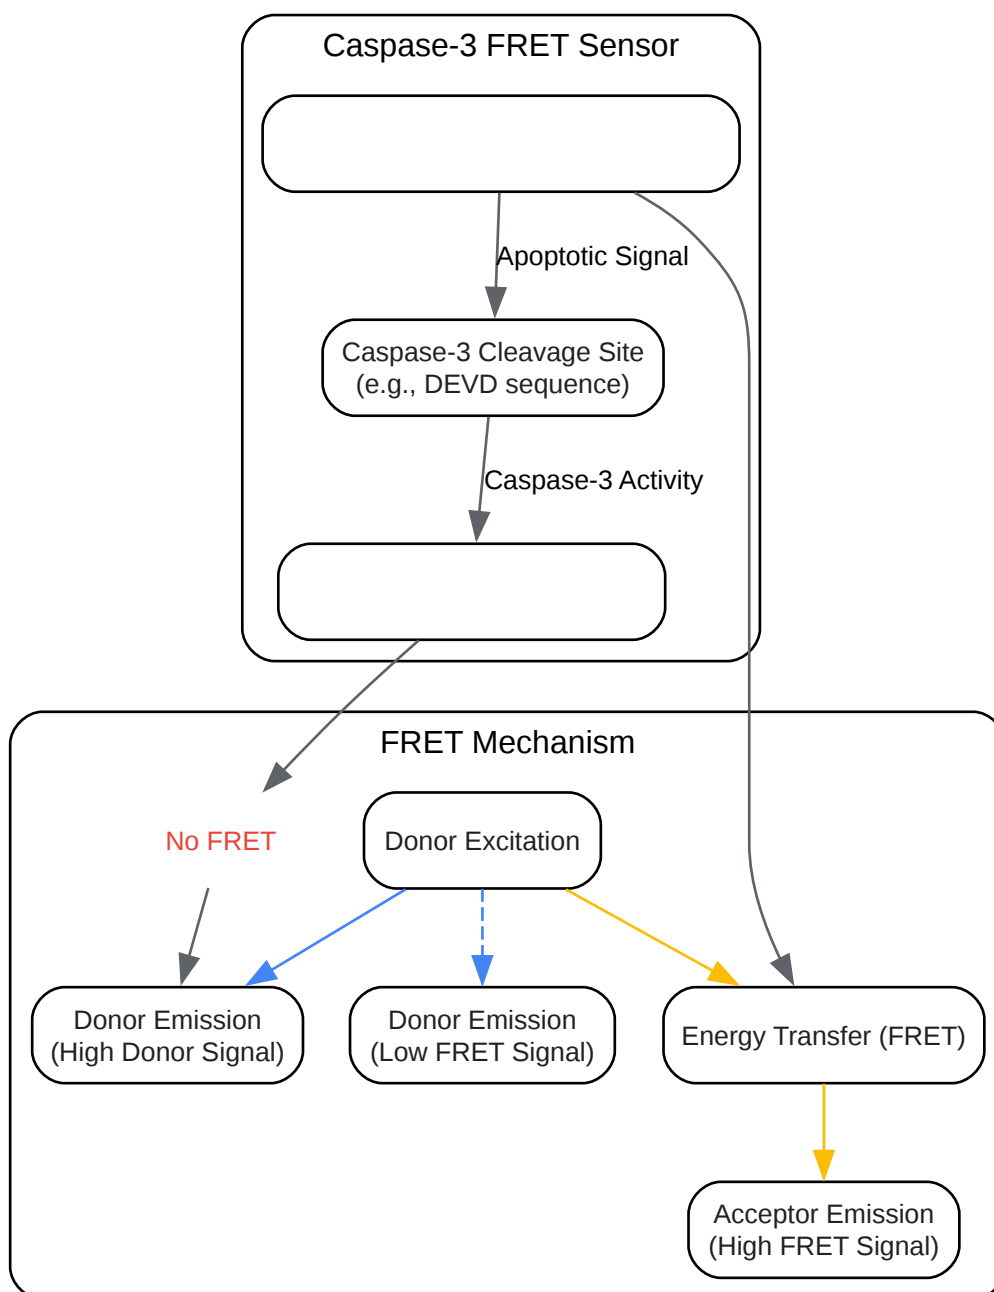 Caspase-3 FRET Sensor
Apoptotic Signal
Caspase-3 Cleavage Site
(e.g., DEVD sequence)
Caspase-3 Activity
FRET Mechanism
No FRET
Donor Excitation
Donor Emission
(High Donor Signal)
Donor Emission
(Low FRET Signal)
Energy Transfer (FRET)
Acceptor Emission
(High FRET Signal)